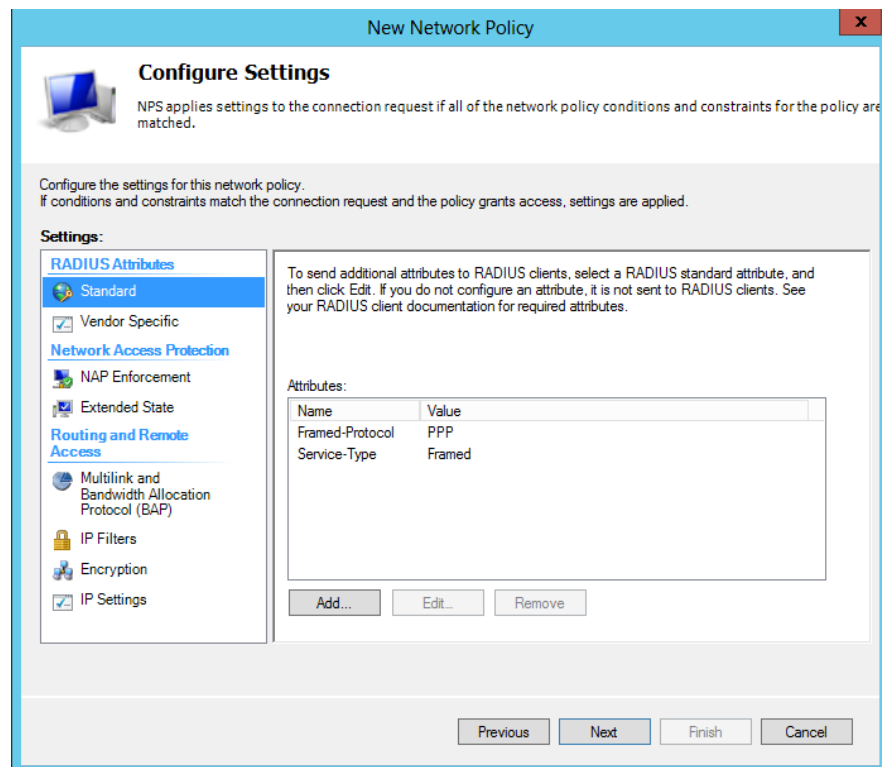 New Network Policy
x
Configure Settings
NPS applies settings to the connection request if all of the network policy conditions and constraints for the policy are
matched.
Configure the settings for this network policy.
If conditions and constraints match the connection request and the policy grants access, settings are applied.
Settings:
RADIUS Attributes
Standard
Vendor Specific
Network Access Protection
NAP Enforcement
Extended State
Routing and Remote
Access
Multilink and
Bandwidth Allocation
Protocol (BAP)
IP Filters
Encryption
IP Settings
To send additional attributes to RADIUS clients, select a RADIUS standard attribute, and
then click Edit. If you do not configure an attribute, it is not sent to RADIUS clients. See
your RADIUS client documentation for required attributes.
Attributes:
Name Value
Framed-Protocol PPP
Service-Type Framed
Add... Edit... Remove
Previous Next Finish Cancel